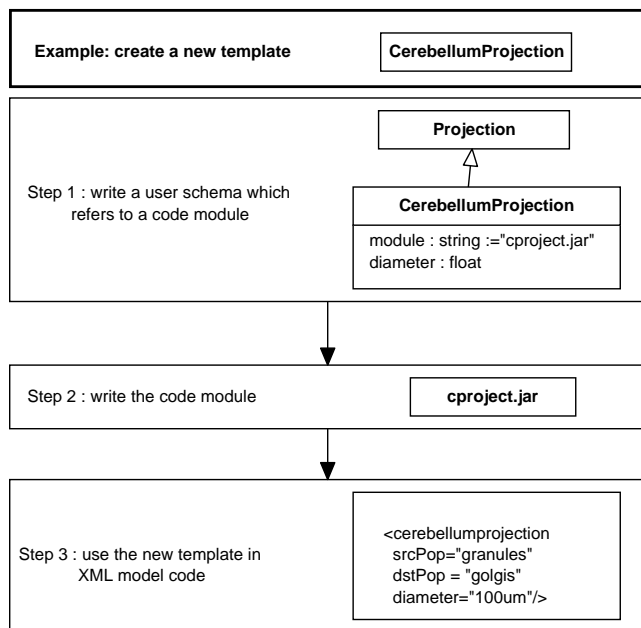 Example: create a new template
CerebellumProjection
Projection
Step 1 : write a user schema which
refers to a code module
CerebellumProjection
module : string :="cproject.jar"
diameter : float
Step 2 : write the code module
cproject.jar
Step 3 : use the new template in
XML model code
<cerebellumprojection
srcPop="granules"
dstPop = "golgis"
diameter="100um"/>